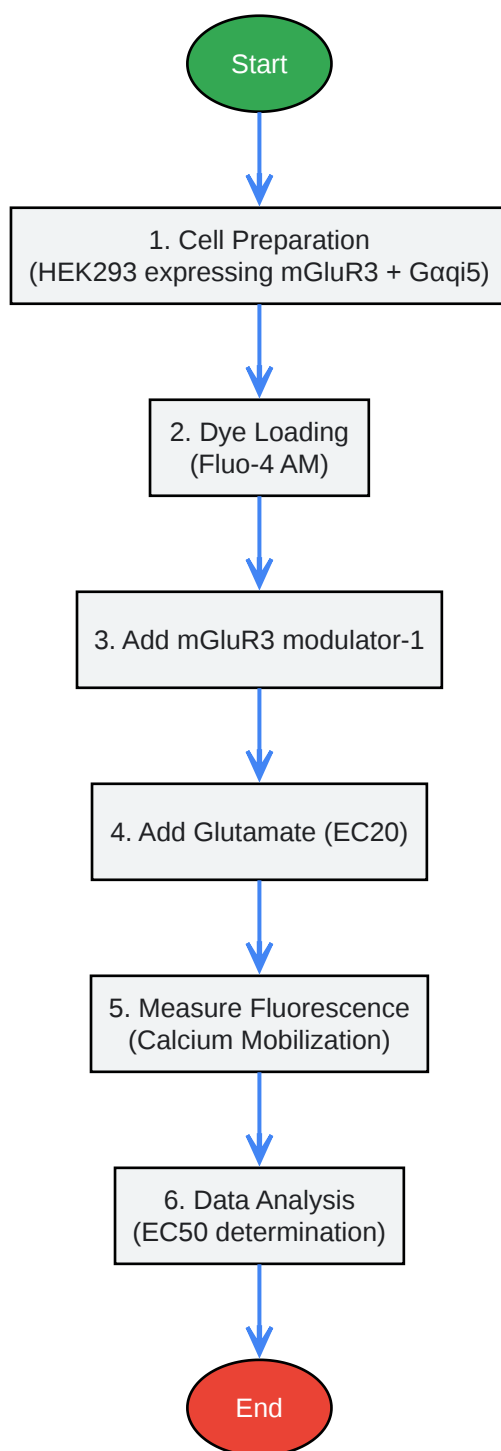 Start
1. Cell Preparation
(HEK293 expressing mGluR3 + Gαqi5)
2. Dye Loading
(Fluo-4 AM)
3. Add mGluR3 modulator-1
4. Add Glutamate (EC20)
5. Measure Fluorescence
(Calcium Mobilization)
6. Data Analysis
(EC50 determination)
End